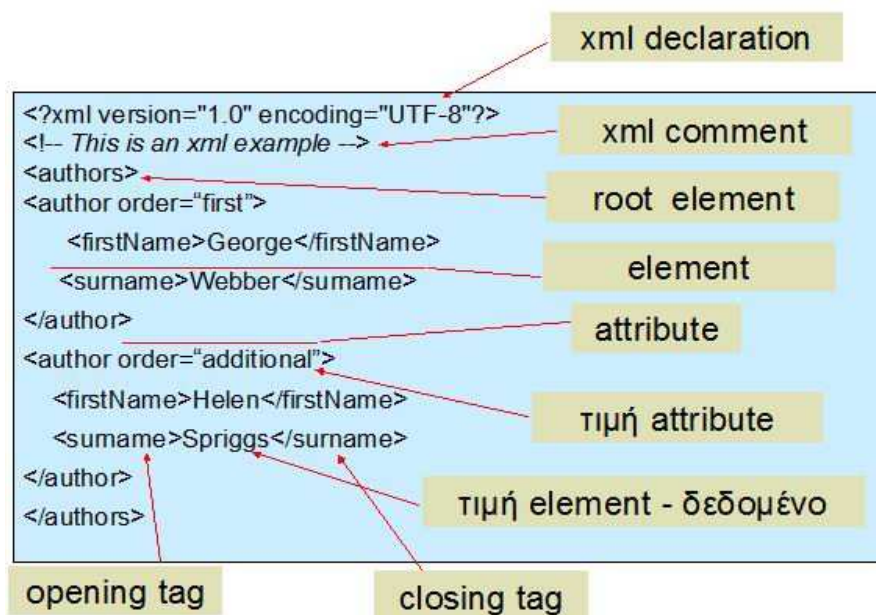 xml declaration
<?xml version="1.0" encoding="UTF-8"?>
<!-- This is an xml example -->
xml comment
<authors>
root element
<author order=“first”>
<firstName>George</firstName>
element
<surname>Webber</surname>
</author>
attribute
<author order=“additional”>
<firstName>Helen</firstName>
τιμή attribute
<surname>Spriggs</surname>
</author>
τιμή element - δεδομένο
</authors>
opening tag
closing tag